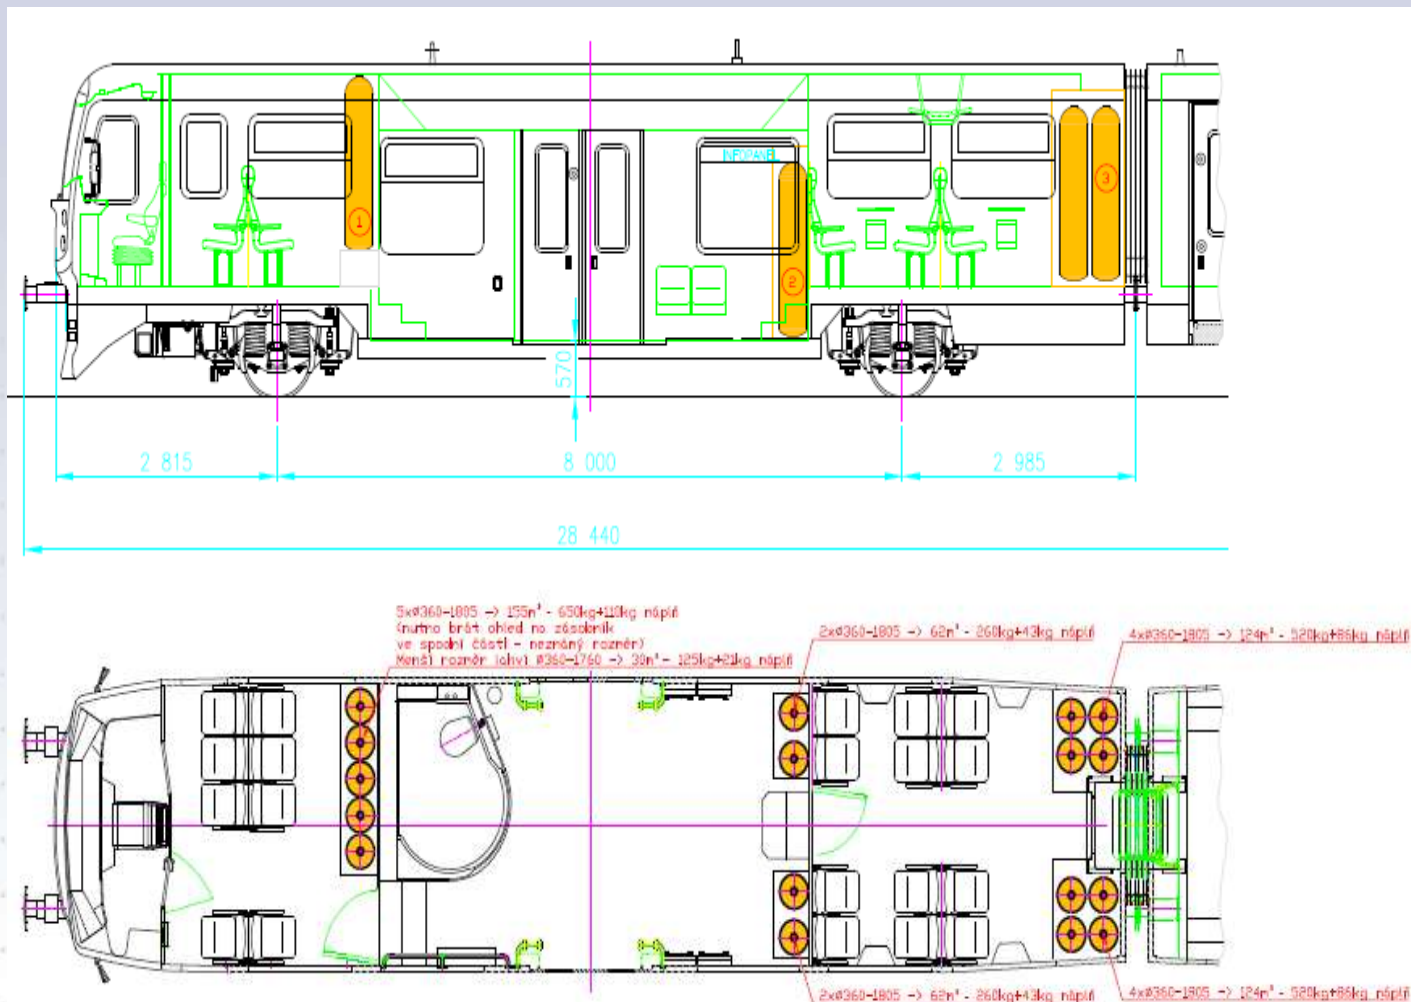 1
INFOPANEL
3
2
570
2 815
8 000
2 985
28 440
5xØ360-1805 -> 155m³ - 650kg+110kg náplň
(nutno brát ohled na zásobník
ve spodní části - neznámý rozměr)
Menší rozměr Ø360-1760 -> 30m³ - 125kg+21kg náplň
2xØ360-1805 -> 62m³ - 260kg+43kg náplň
4xØ360-1805 -> 124m³ - 520kg+86kg náplň
2xØ360-1805 -> 62m³ - 260kg+43kg náplň
4xØ360-1805 -> 124m³ - 520kg+86kg náplň